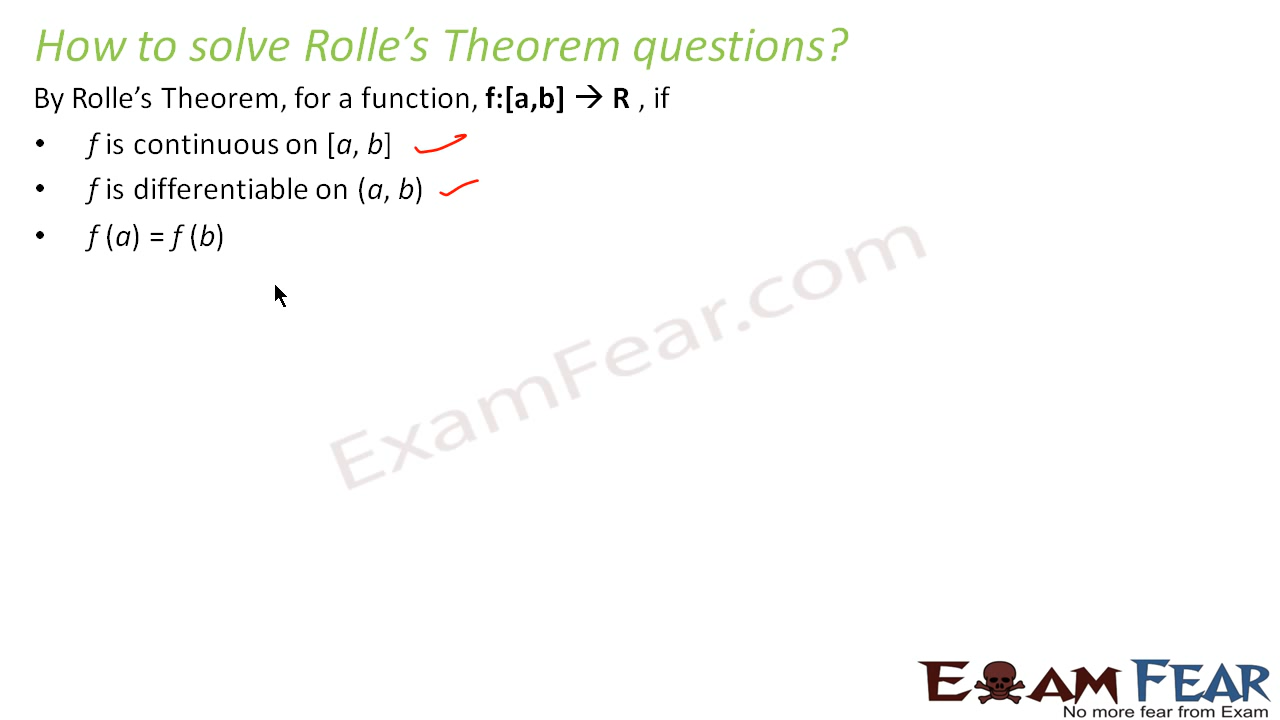 How to solve Rolle’s Theorem questions?
By Rolle’s Theorem, for a function, f:[a,b] → R , if
• f is continuous on [a, b]
• f is differentiable on (a, b)
• f (a) = f (b)
ExamFear.com
EXAM FEAR
No more fear from Exam